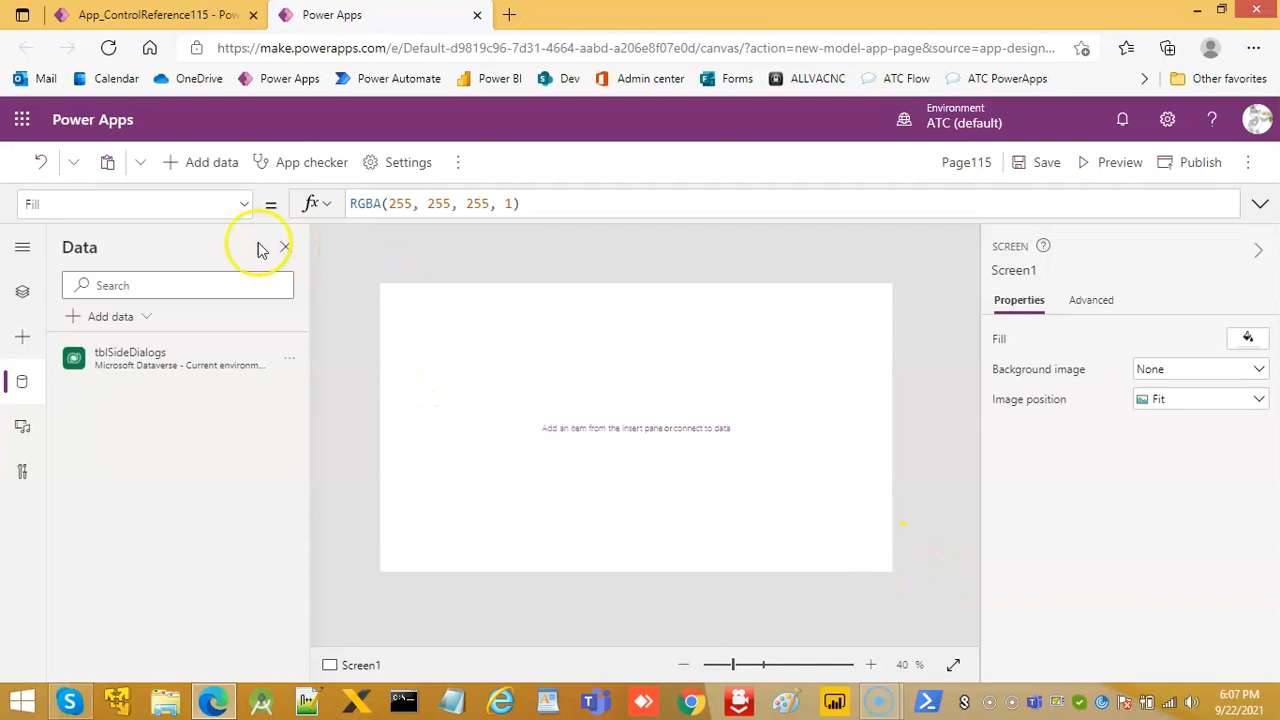 App_ControlReference115 - Pow
Power Apps
https://make.powerapps.com/e/Default-d9819c96-7d31-4664-aabd-a206e8f07e0d/canvas/?action=new-model-app-page&source=app-design...
Mail
Calendar
OneDrive
Power Apps
Power Automate
Power BI
Dev
Admin center
Forms
ALLVACNC
ATC Flow
ATC PowerApps
Other favorites
Power Apps
Environment
ATC (default)
Add data
App checker
Settings
Page115
Save
Preview
Publish
Fill
= fx RGBA(255, 255, 255, 1)
Data
Search
Add data
tblSideDialogs
Microsoft Dataverse - Current environm...
Add an item from the insert pane or connect to data
SCREEN
Screen1
Properties
Advanced
Fill
Background image
None
Image position
Fit
Screen1
40 %
6:07 PM
9/22/2021